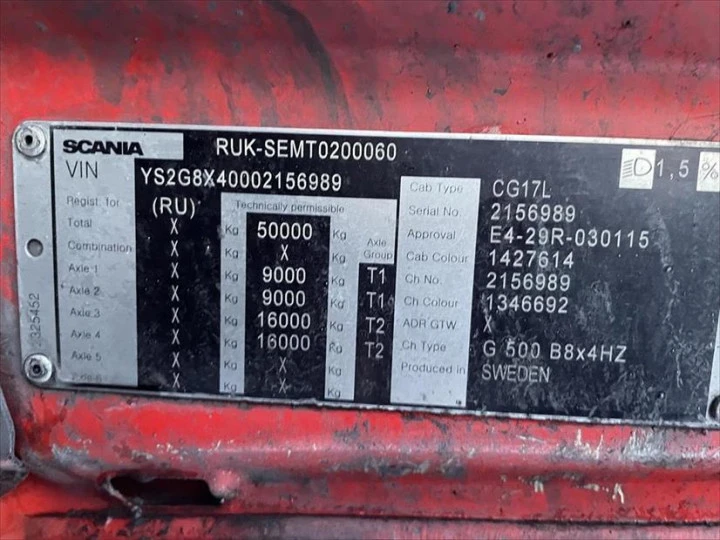 SCANIA RUK-SEMT0200060
VIN YS2G8X40002156989
1,5 %
Regist. for (RU) Technically permissible
Total X Kg 50000 Kg Axle Group
Combination X Kg X Kg
Axle 1 X Kg 9000 Kg T1
Axle 2 X Kg 9000 Kg T1
Axle 3 X Kg 16000 Kg T2
Axle 4 X Kg 16000 Kg T2
Axle 5 X Kg X Kg
X Kg X Kg
Cab Type CG17L
Serial No. 2156989
Approval E4-29R-030115
Cab Colour 1427614
Ch No. 2156989
Ch Colour 1346692
ADR GTW. X
Ch Type G 500 B8x4HZ
Produced in SWEDEN
325452